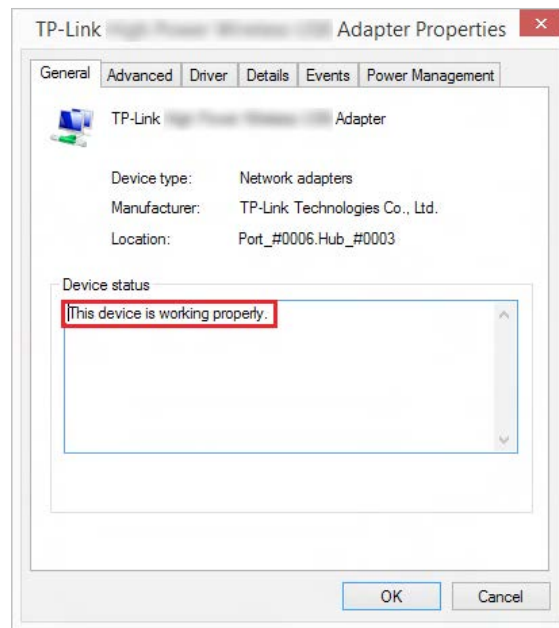 TP-Link Adapter Properties
General Advanced Driver Details Events Power Management
TP-Link Adapter
Device type: Network adapters
Manufacturer: TP-Link Technologies Co., Ltd.
Location: Port_#0006.Hub_#0003
Device status
This device is working properly.
OK Cancel